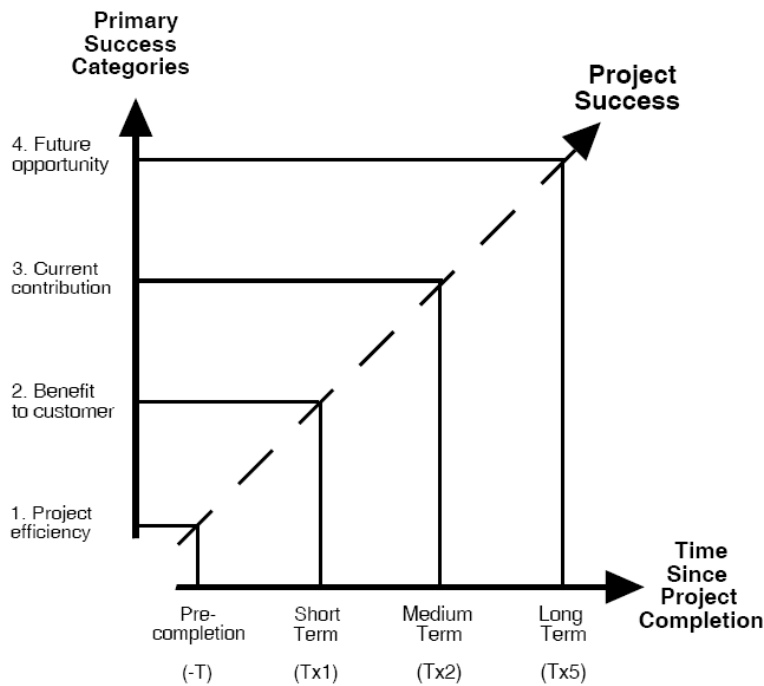 Primary
Success
Categories
Project
Success
4. Future
opportunity
3. Current
contribution
2. Benefit
to customer
1. Project
efficiency
Time
Since
Project
Completion
Pre-
completion
(-T)
Short
Term
(Tx1)
Medium
Term
(Tx2)
Long
Term
(Tx5)